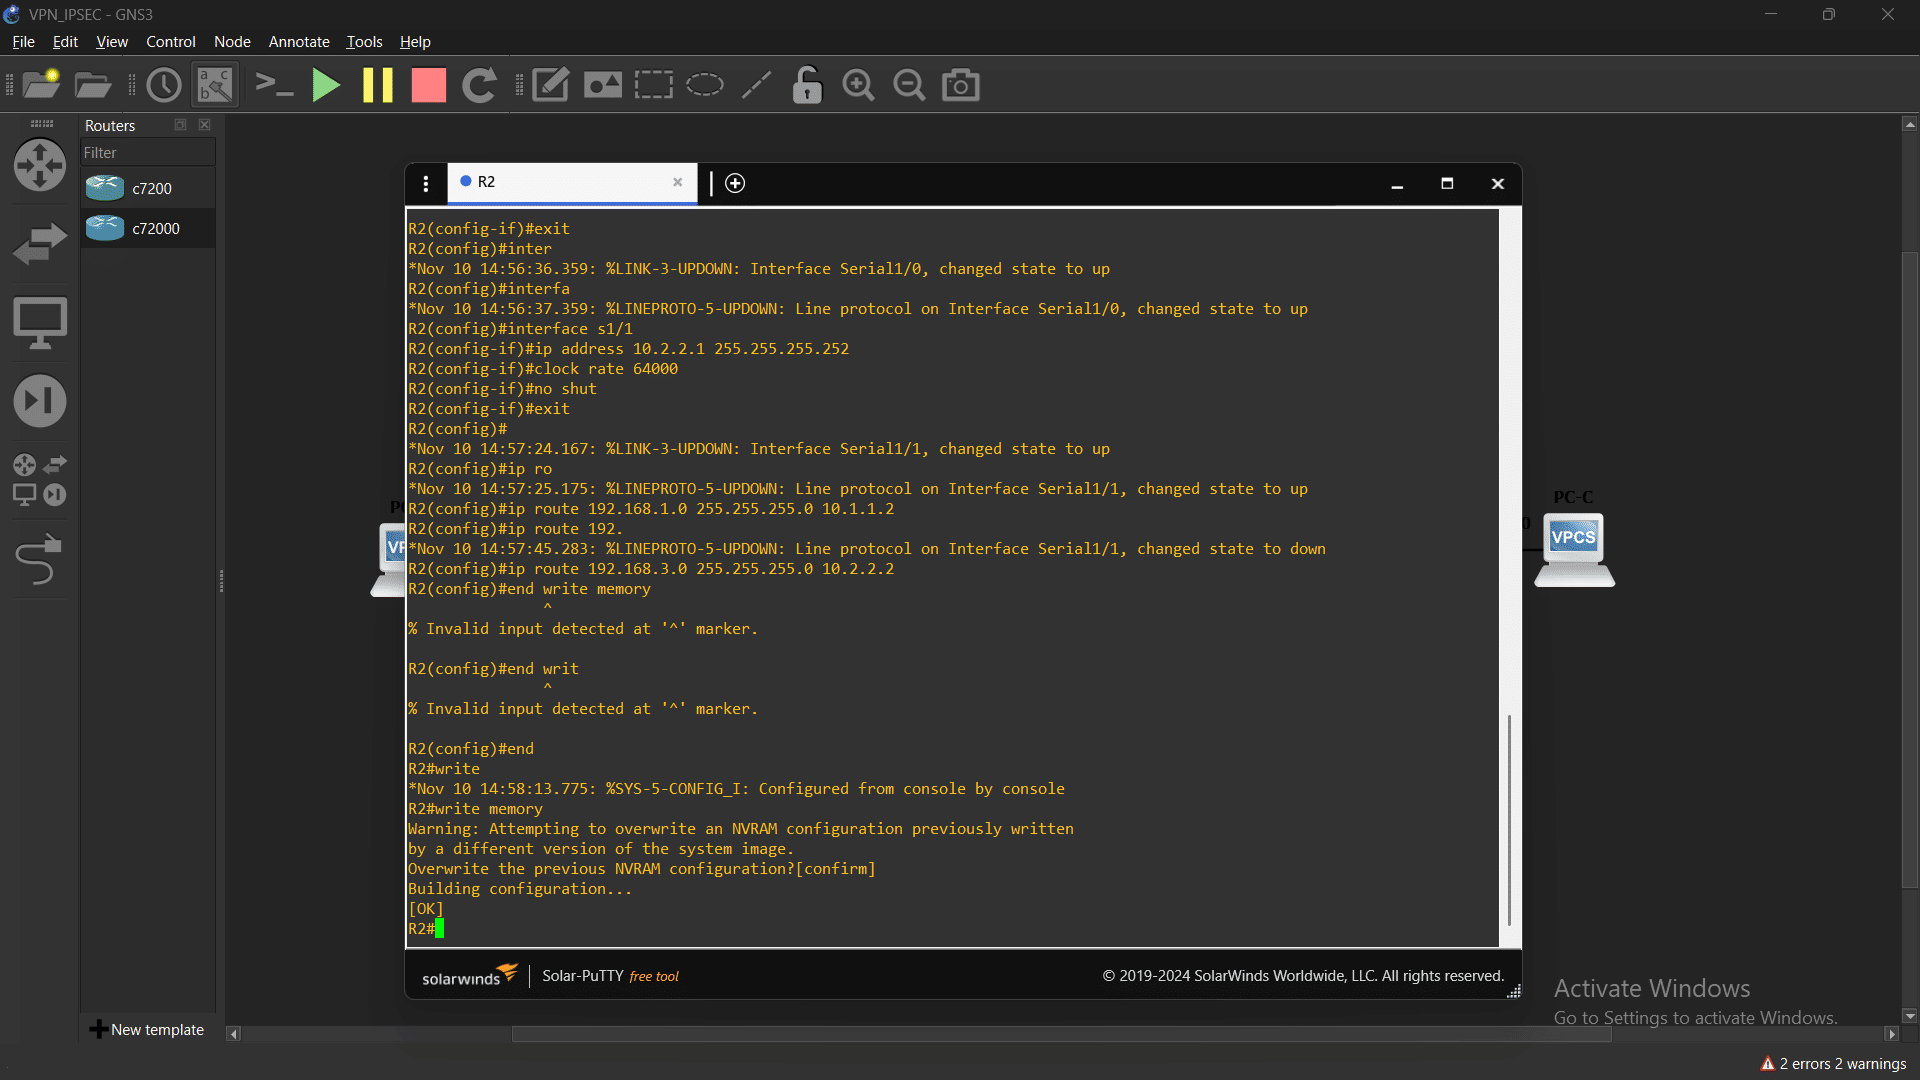 VPN_IPSEC - GNS3
File Edit View Control Node Annotate Tools Help
Routers
Filter
c7200
c72000
New template
R2
R2(config-if)#exit
R2(config)#inter
*Nov 10 14:56:36.359: %LINK-3-UPDOWN: Interface Serial1/0, changed state to up
R2(config)#interfa
*Nov 10 14:56:37.359: %LINEPROTO-5-UPDOWN: Line protocol on Interface Serial1/0, changed state to up
R2(config)#interface s1/1
R2(config-if)#ip address 10.2.2.1 255.255.255.252
R2(config-if)#clock rate 64000
R2(config-if)#no shut
R2(config-if)#exit
R2(config)#
*Nov 10 14:57:24.167: %LINK-3-UPDOWN: Interface Serial1/1, changed state to up
R2(config)#ip ro
*Nov 10 14:57:25.175: %LINEPROTO-5-UPDOWN: Line protocol on Interface Serial1/1, changed state to up
R2(config)#ip route 192.168.1.0 255.255.255.0 10.1.1.2
R2(config)#ip route 192.
*Nov 10 14:57:45.283: %LINEPROTO-5-UPDOWN: Line protocol on Interface Serial1/1, changed state to down
R2(config)#ip route 192.168.3.0 255.255.255.0 10.2.2.2
R2(config)#end write memory
^
% Invalid input detected at '^' marker.
R2(config)#end writ
^
% Invalid input detected at '^' marker.
R2(config)#end
R2#write
*Nov 10 14:58:13.775: %SYS-5-CONFIG_I: Configured from console by console
R2#write memory
Warning: Attempting to overwrite an NVRAM configuration previously written
by a different version of the system image.
Overwrite the previous NVRAM configuration?[confirm]
Building configuration...
[OK]
R2#
solarwinds Solar-PuTTY free tool
© 2019-2024 SolarWinds Worldwide, LLC. All rights reserved.
PC-C
VPCS
Activate Windows
Go to Settings to activate Windows.
2 errors 2 warnings